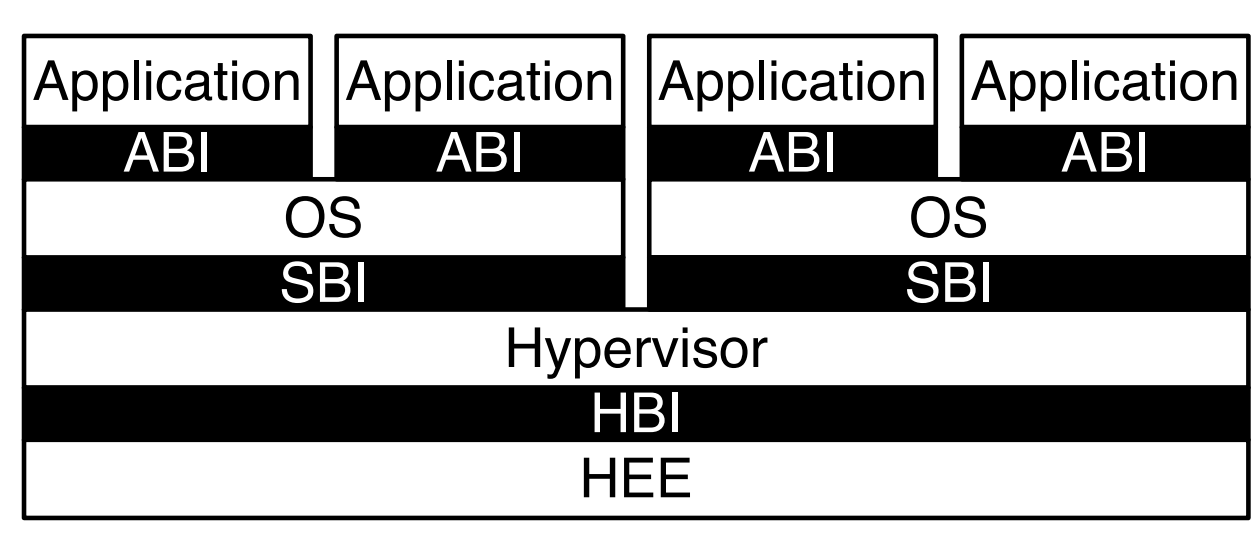 Application Application Application Application
ABI ABI ABI ABI
OS OS
SBI SBI
Hypervisor
HBI
HEE